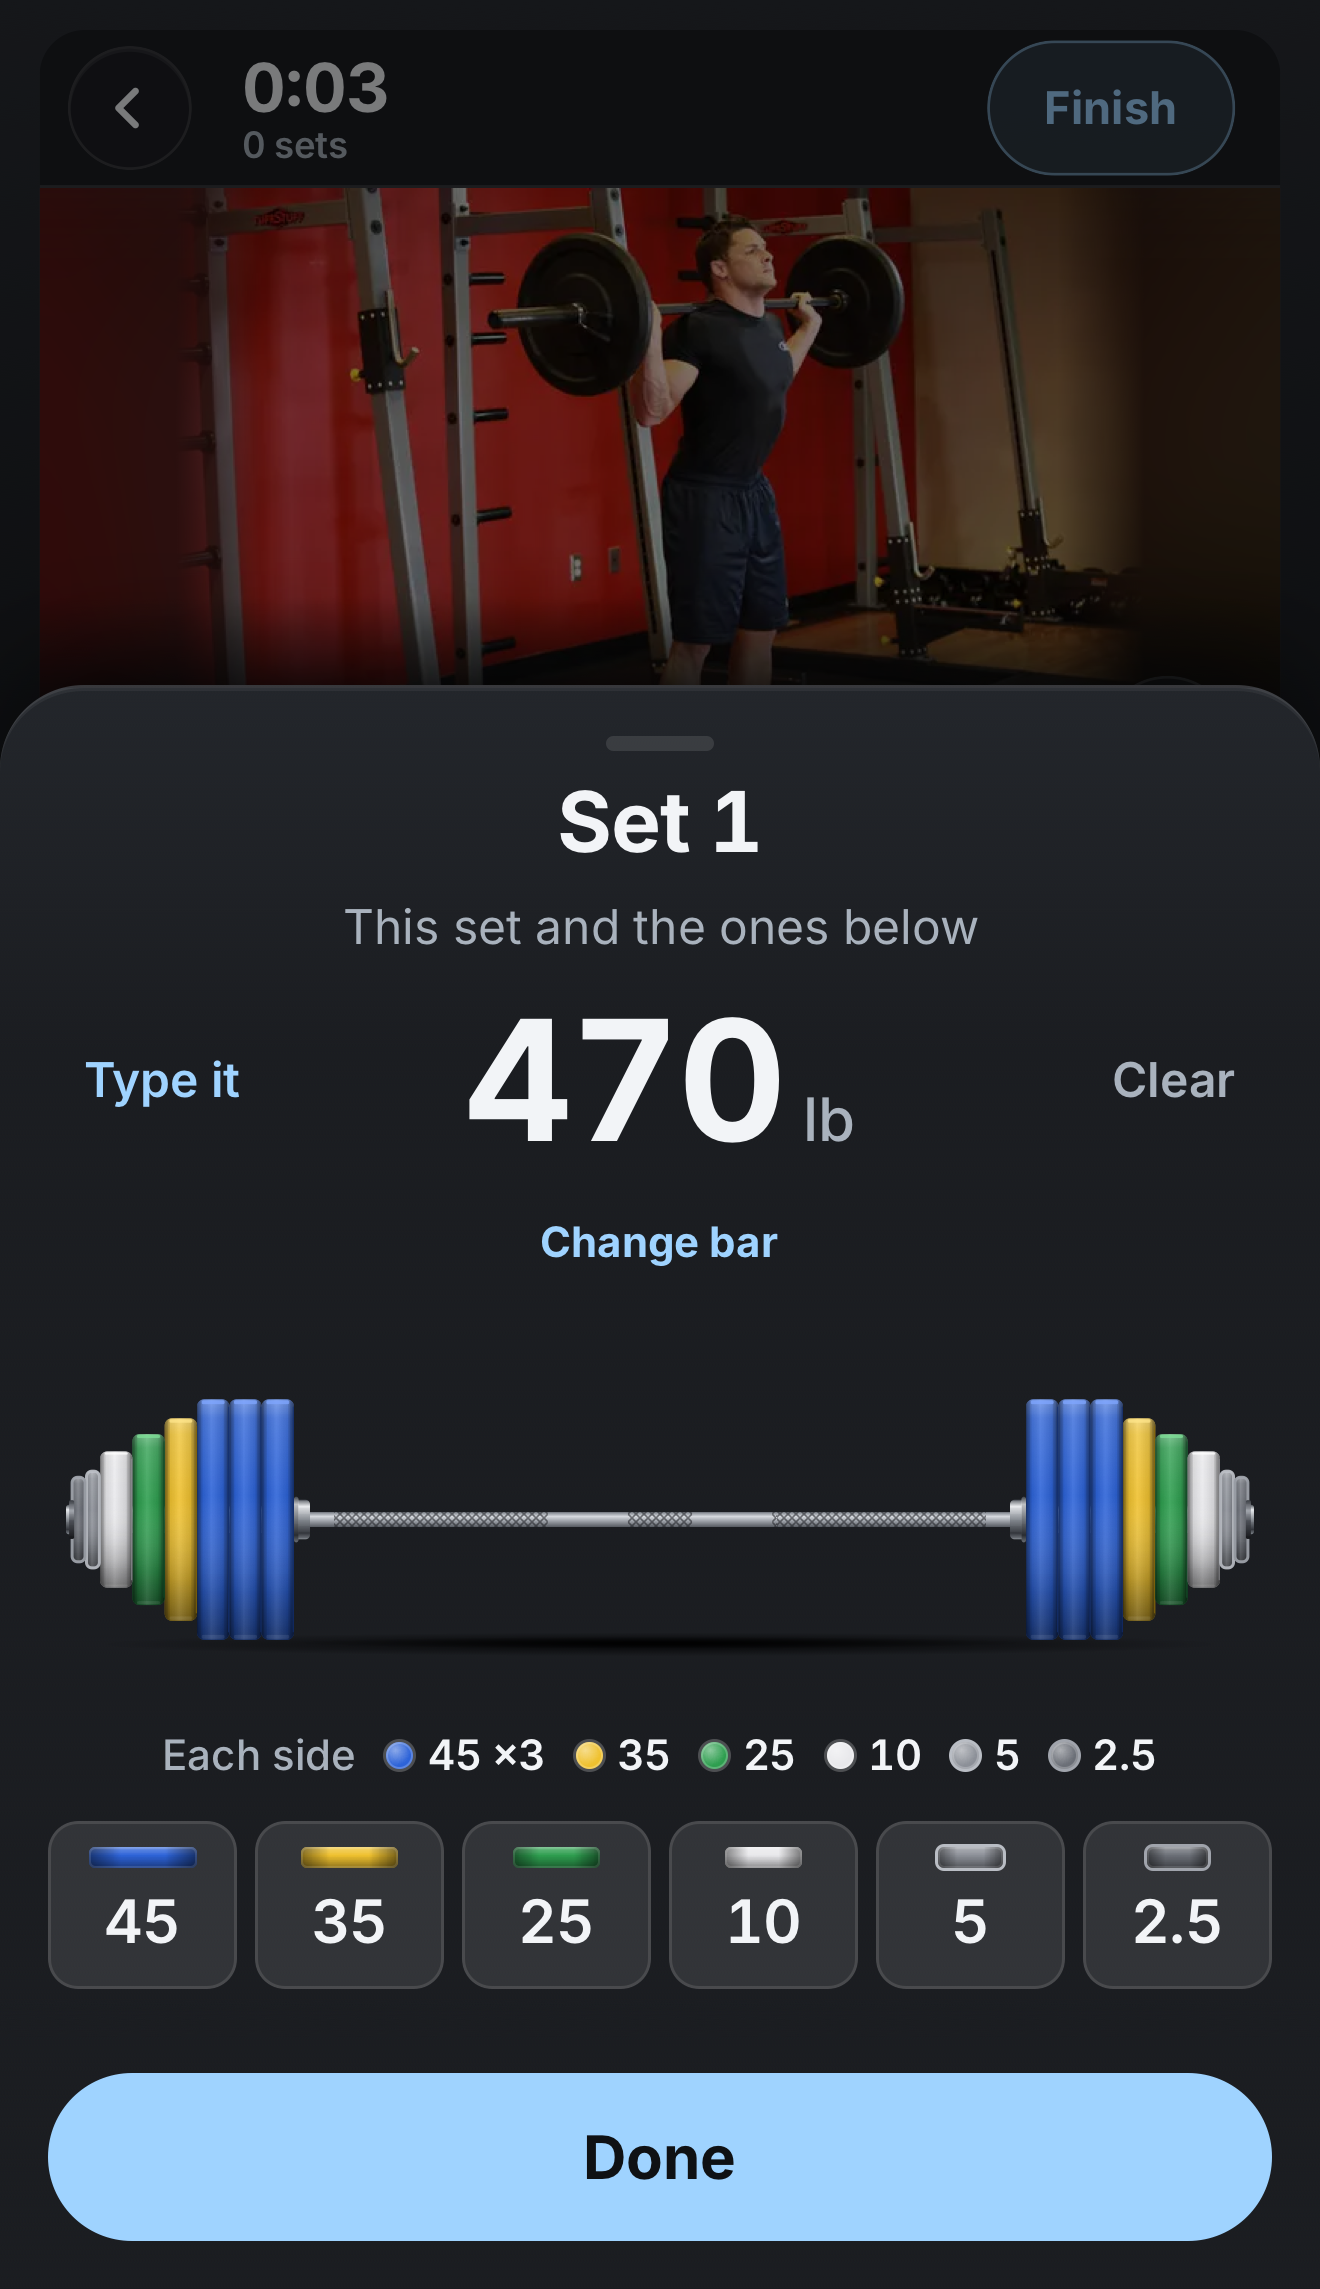 0:03
0 sets
Finish
Set 1
This set and the ones below
Type it
470 lb
Clear
Change bar
Each side 45 ×3 35 25 10 5 2.5
45 35 25 10 5 2.5
Done